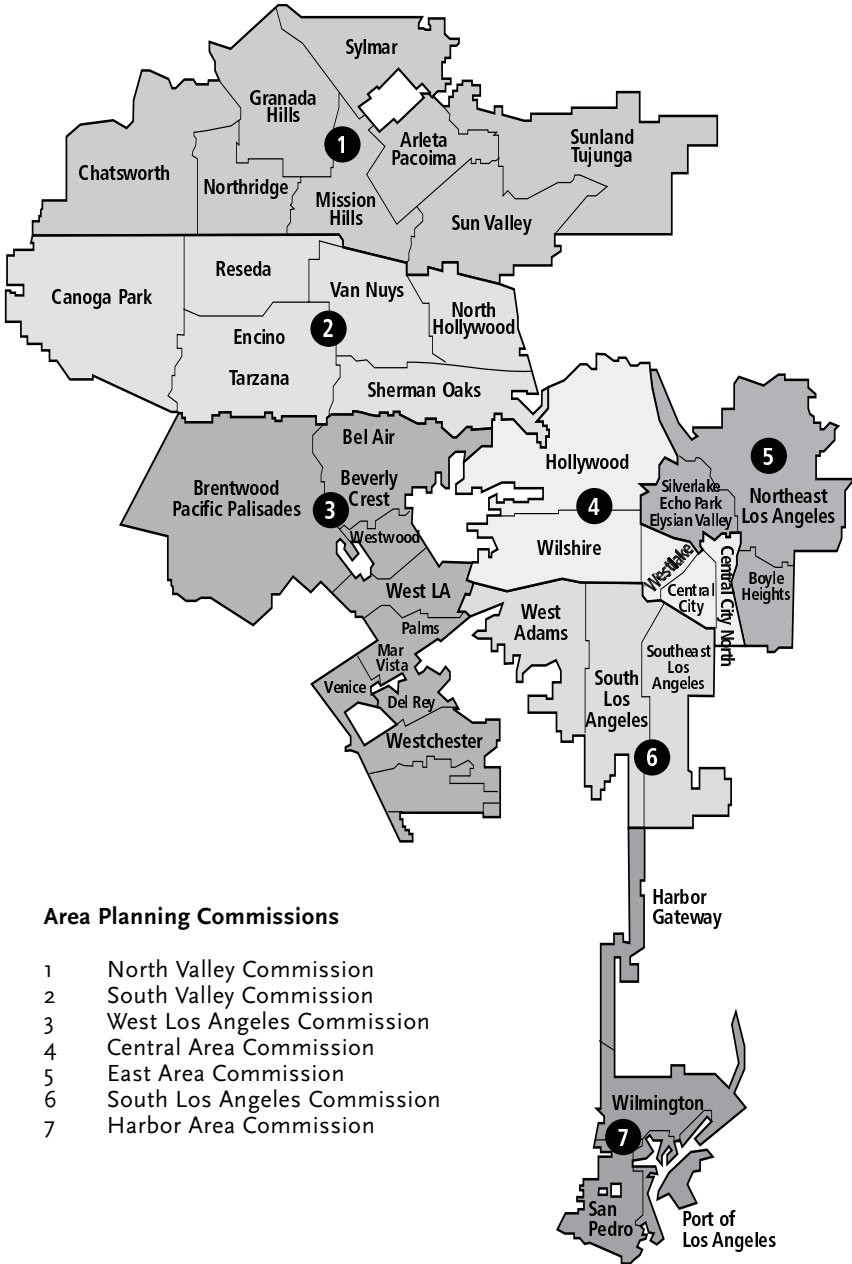 Sylmar
Granada
Hills
1
Arleta
Pacoima
Sunland
Tujunga
Chatsworth
Northridge
Mission
Hills
Sun Valley
Reseda
Canoga Park
Van Nuys
North
Hollywood
Encino
2
Tarzana
Sherman Oaks
Bel Air
Hollywood
5
Brentwood
Pacific Palisades
Beverly
Crest
3
4
Silverlake
Echo Park
Elysian Valley
Northeast
Los Angeles
Westwood
Wilshire
Westlake
Central City North
Boyle
Heights
West LA
Central
City
Palms
West
Adams
Mar
Vista
Southeast
Los
Angeles
Venice
Del Rey
South
Los
Angeles
Westchester
6
Harbor
Gateway
Area Planning Commissions
1 North Valley Commission
2 South Valley Commission
3 West Los Angeles Commission
4 Central Area Commission
5 East Area Commission
6 South Los Angeles Commission
7 Harbor Area Commission
Wilmington
7
San
Pedro
Port of
Los Angeles